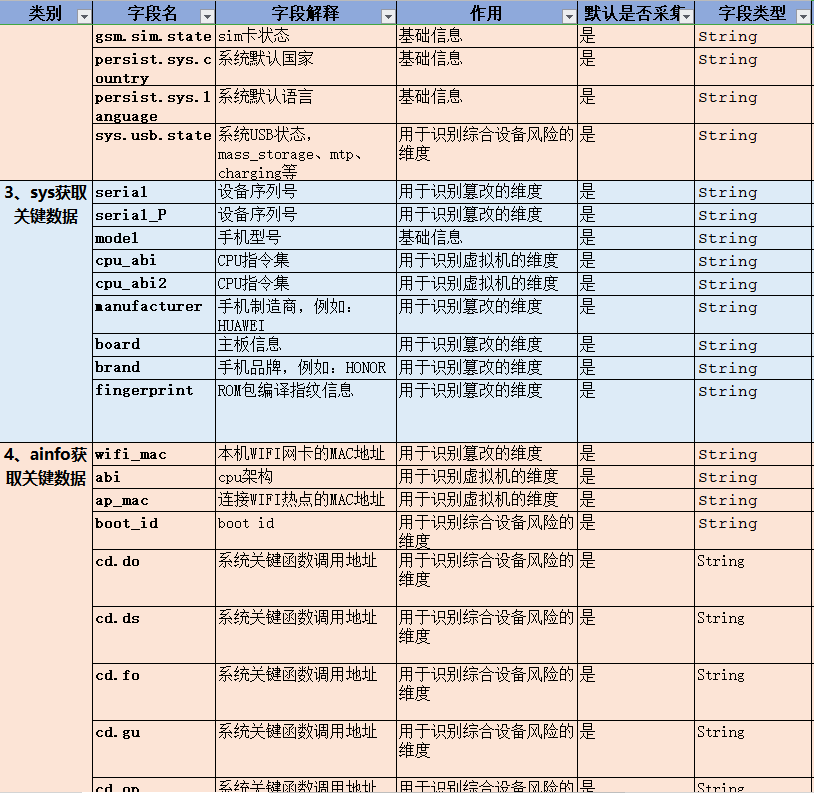 类别 字段名 字段解释 作用 默认是否采集 字段类型
gsm.sim.state sim卡状态 基础信息 是 String
persist.sys.c 系统默认国家 基础信息 是 String
ountry
persist.sys.l 系统默认语言 基础信息 是 String
anguage
sys.usb.state 系统USB状态, 用于识别综合设备风险的 是 String
mass_storage、mtp、 维度
charging等
3、sys获取 serial 设备序列号 用于识别篡改的维度 是 String
关键数据 serial_P 设备序列号 用于识别篡改的维度 是 String
model 手机型号 基础信息 是 String
cpu_abi CPU指令集 用于识别虚拟机的维度 是 String
cpu_abi2 CPU指令集 用于识别虚拟机的维度 是 String
manufacturer 手机制造商，例如： 用于识别篡改的维度 是 String
HUAWEI
board 主板信息 用于识别篡改的维度 是 String
brand 手机品牌，例如：HONOR 用于识别篡改的维度 是 String
fingerprint ROM包编译指纹信息 用于识别篡改的维度 是 String
4、ainfo获 wifi_mac 本机WIFI网卡的MAC地址 用于识别篡改的维度 是 String
取关键数据 abi cpu架构 用于识别虚拟机的维度 是 String
ap_mac 连接WIFI热点的MAC地址 用于识别虚拟机的维度 是 String
boot_id boot id 用于识别综合设备风险的 是 String
维度
cd.do 系统关键函数调用地址 用于识别综合设备风险的 是 String
维度
cd.ds 系统关键函数调用地址 用于识别综合设备风险的 是 String
维度
cd.fo 系统关键函数调用地址 用于识别综合设备风险的 是 String
维度
cd.gu 系统关键函数调用地址 用于识别综合设备风险的 是 String
维度
cd.op 系统关键函数调用地址 用于识别综合设备风险的 是 String